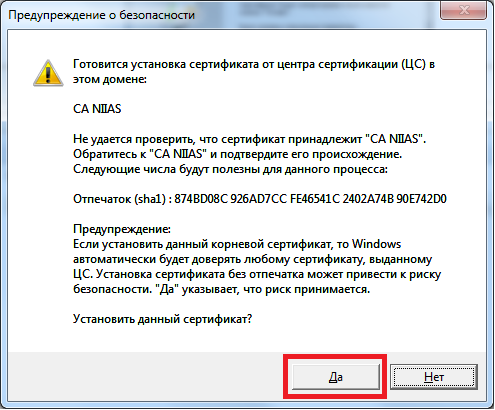 Предупреждение о безопасности
Готовится установка сертификата от центра сертификации (ЦС) в
этом домене:
CA NIIAS
Не удается проверить, что сертификат принадлежит "CA NIIAS".
Обратитесь к "CA NIIAS" и подтвердите его происхождение.
Следующие числа будут полезны для данного процесса:
Отпечаток (sha1) : 874BD08C 926AD7CC FE46541C 2402A74B 90E742D0
Предупреждение:
Если установить данный корневой сертификат, то Windows
автоматически будет доверять любому сертификату, выданному
ЦС. Установка сертификата без отпечатка может привести к риску
безопасности. "Да" указывает, что риск принимается.
Установить данный сертификат?
Да
Нет